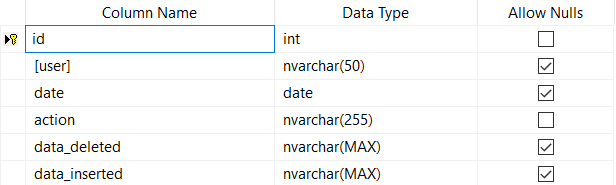 Column Name Data Type Allow Nulls
id int
[user] nvarchar(50)
date date
action nvarchar(255)
data_deleted nvarchar(MAX)
data_inserted nvarchar(MAX)